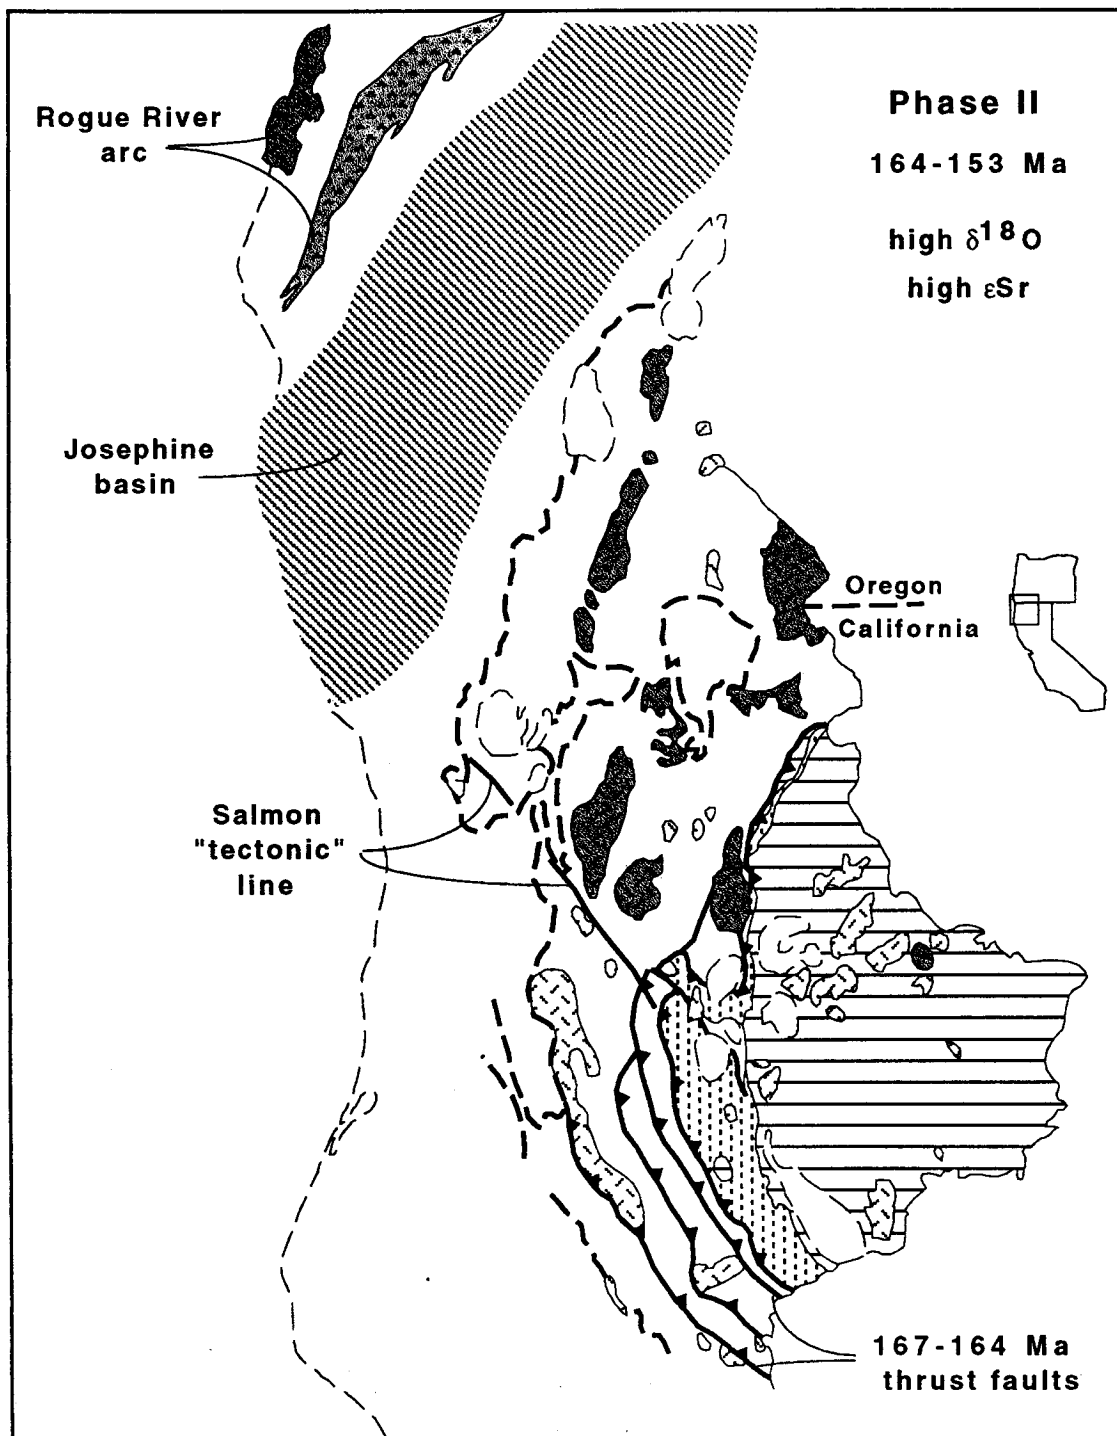 Rogue River
arc
Phase II
164-153 Ma
high δ¹⁸O
high εSr
Josephine
basin
Oregon
California
Salmon
"tectonic"
line
167-164 Ma
thrust faults